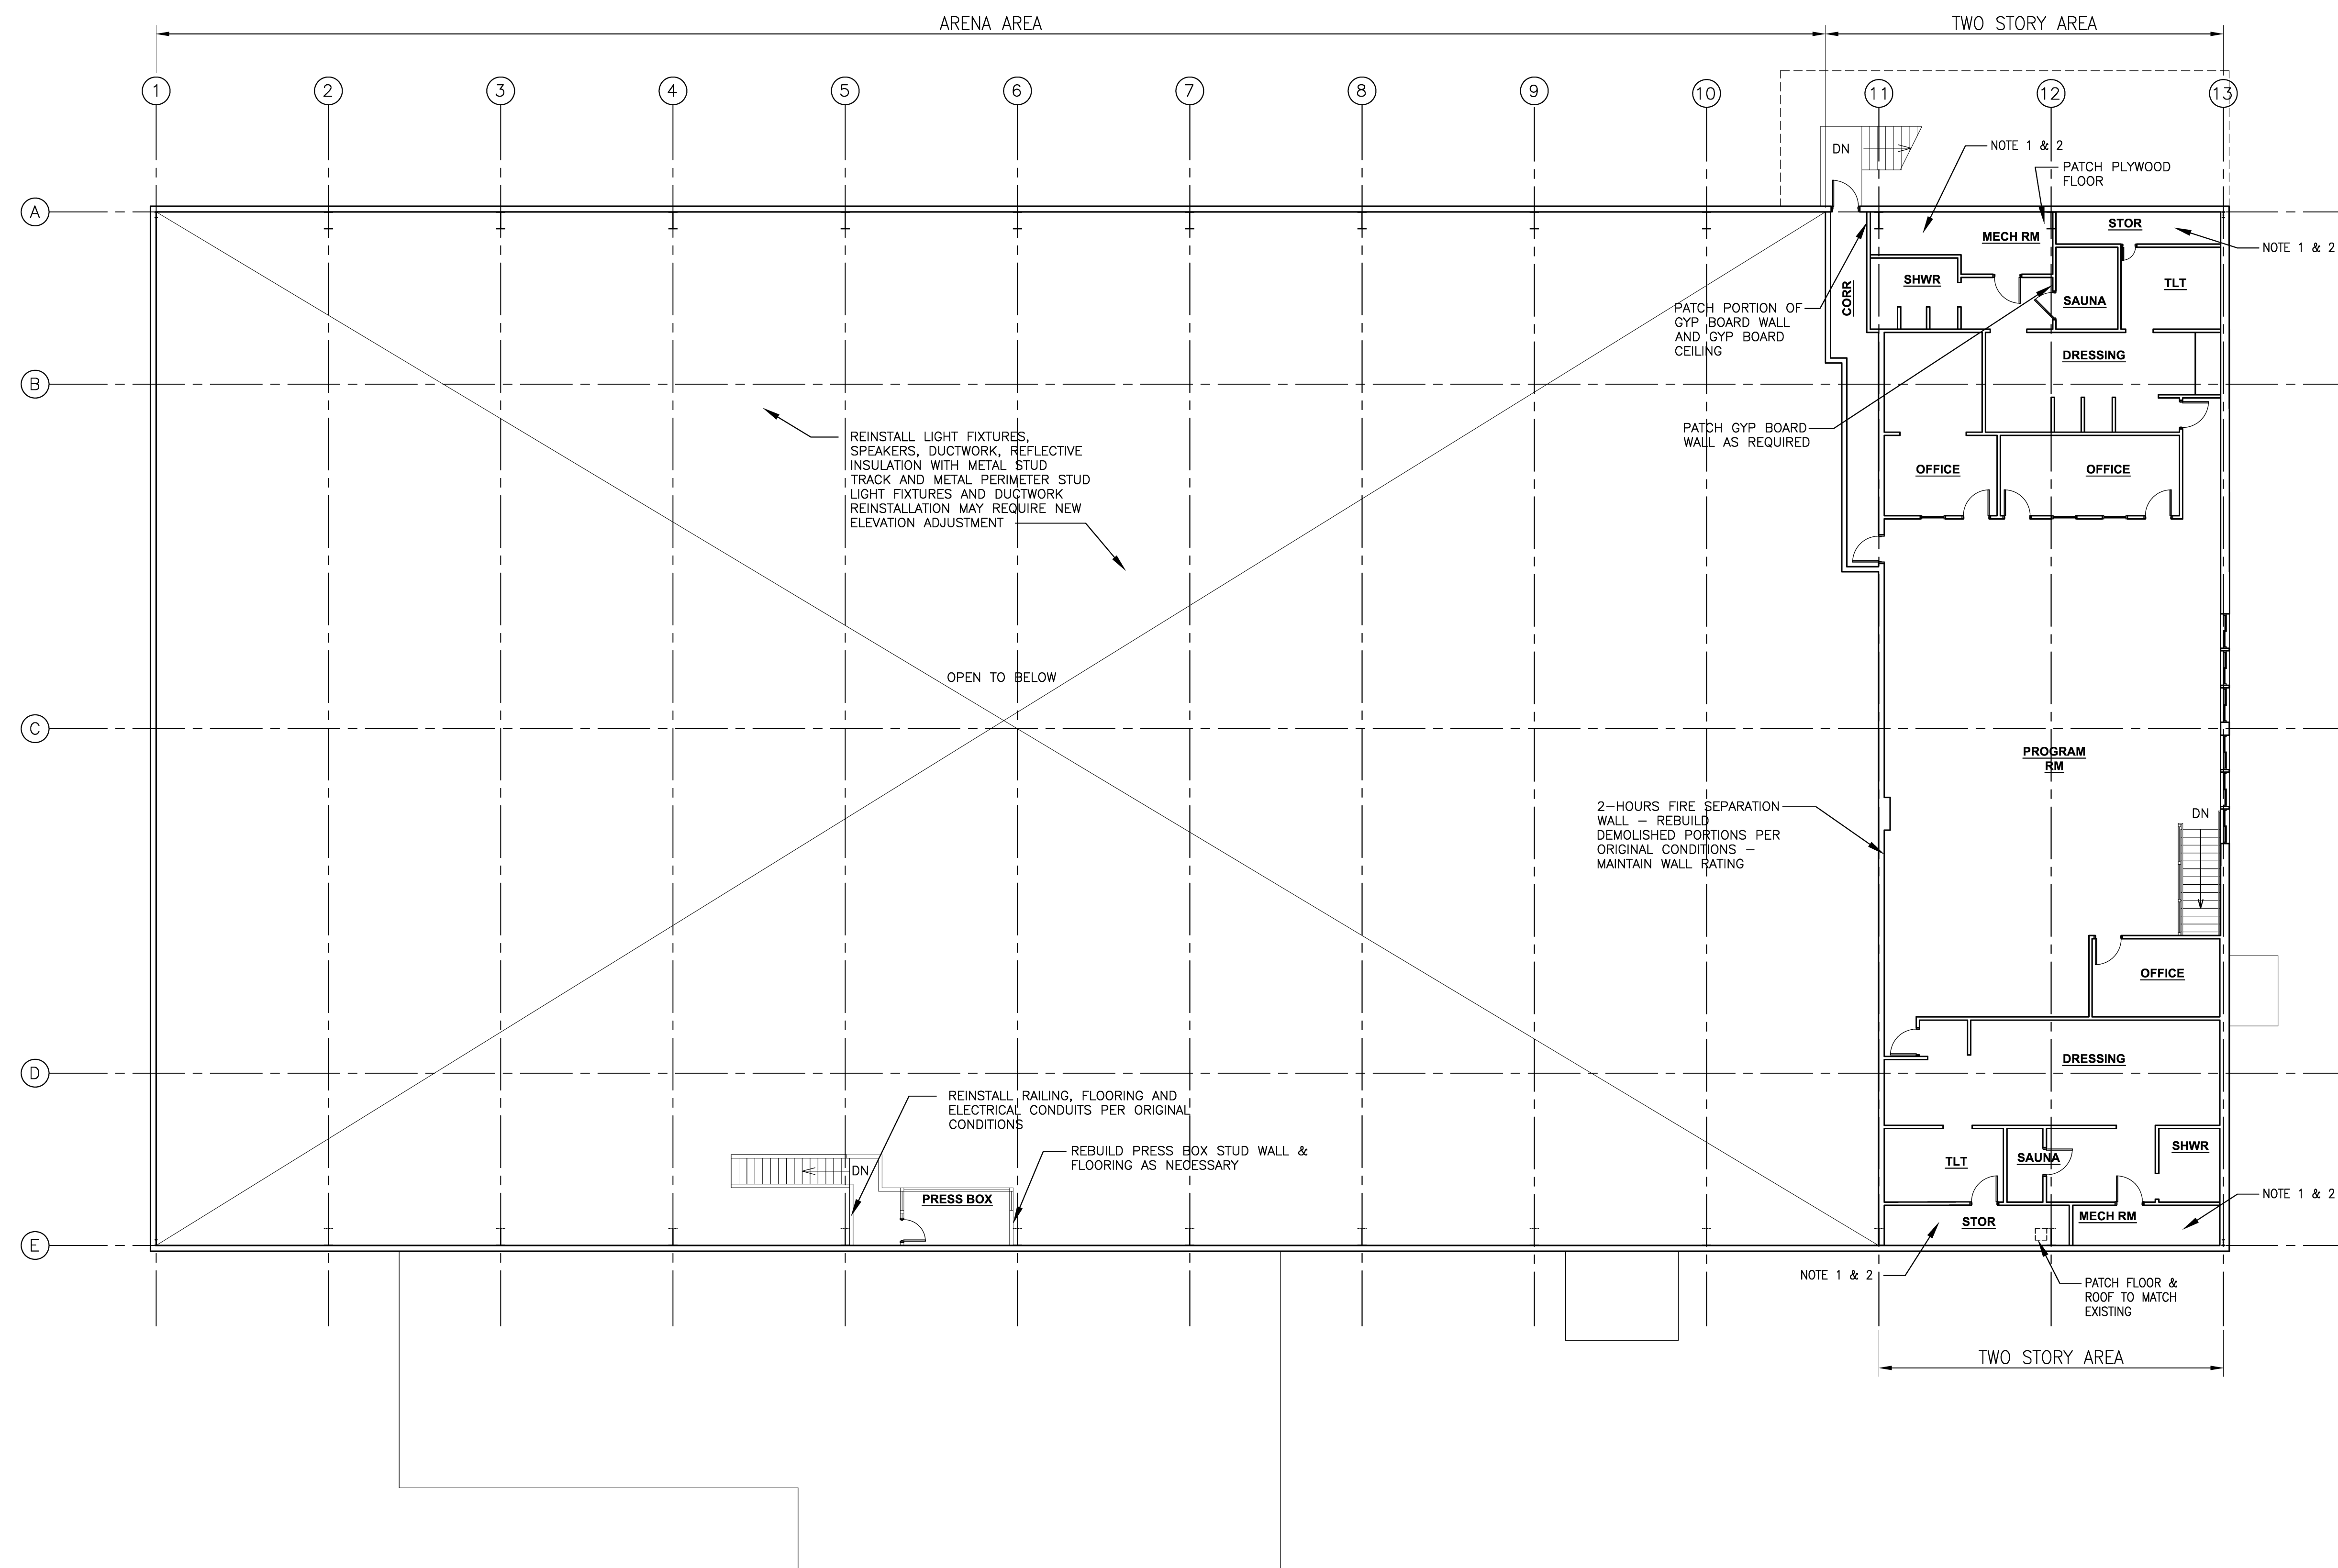 ARENA AREA
TWO STORY AREA
1
2
3
4
5
6
7
8
9
10
11
12
13
DN
NOTE 1 & 2
PATCH PLYWOOD
FLOOR
A
MECH RM
STOR
NOTE 1 & 2
SHWR
SAUNA
TLT
CORR
PATCH PORTION OF
GYP BOARD WALL
AND GYP BOARD
CEILING
DRESSING
B
PATCH GYP BOARD
WALL AS REQUIRED
REINSTALL LIGHT FIXTURES,
SPEAKERS, DUCTWORK, REFLECTIVE
INSULATION WITH METAL STUD
TRACK AND METAL PERIMETER STUD
LIGHT FIXTURES AND DUCTWORK
REINSTALLATION MAY REQUIRE NEW
ELEVATION ADJUSTMENT
OFFICE
OFFICE
OPEN TO BELOW
C
PROGRAM
RM
2-HOURS FIRE SEPARATION
WALL - REBUILD
DEMOLISHED PORTIONS PER
ORIGINAL CONDITIONS -
MAINTAIN WALL RATING
DN
OFFICE
D
DRESSING
REINSTALL RAILING, FLOORING AND
ELECTRICAL CONDUITS PER ORIGINAL
CONDITIONS
REBUILD PRESS BOX STUD WALL &
FLOORING AS NECESSARY
DN
PRESS BOX
TLT
SAUNA
SHWR
NOTE 1 & 2
STOR
MECH RM
E
NOTE 1 & 2
PATCH FLOOR &
ROOF TO MATCH
EXISTING
TWO STORY AREA